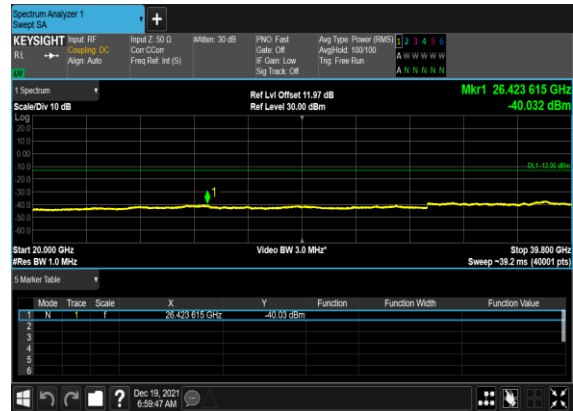 Spectrum Analyzer 1
Swept SA
+
KEYSIGHT Input: RF Input Z: 50 Ω #Atten: 30 dB PNO: Fast Avg Type: Power (RMS) 1 2 3 4 5 6
RL Coupling: DC Corr CCorr Gate: Off Avg|Hold: 100/100 A W W W W W
Align: Auto Freq Ref: Int (S) IF Gain: Low Trig: Free Run
Sig Track: Off A N N N N N
LW
1 Spectrum Ref Lvl Offset 11.97 dB Mkr1 26.423 615 GHz
Scale/Div 10 dB Ref Level 30.00 dBm -40.032 dBm
Log
20.0
10.0
0.00
-10.0 DL1 -13.00 dBm
-20.0
-30.0 1
-40.0
-50.0
-60.0
Start 20.000 GHz Video BW 3.0 MHz* Stop 39.800 GHz
#Res BW 1.0 MHz Sweep ~39.2 ms (40001 pts)
5 Marker Table
Mode Trace Scale X Y Function Function Width Function Value
1 N 1 f 26.423 615 GHz -40.03 dBm
2
3
4
5
6
? Dec 19, 2021
6:59:47 AM